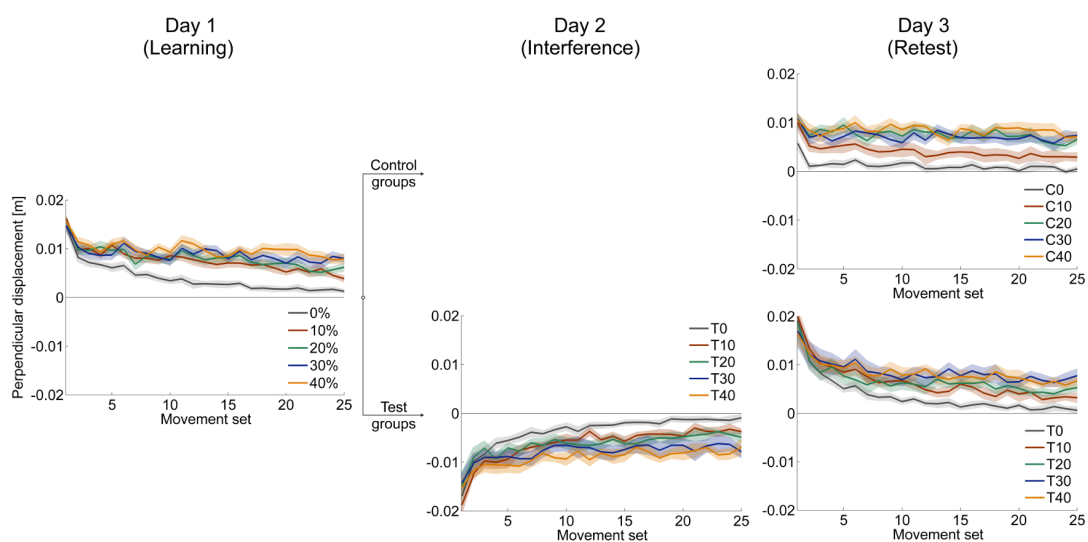 Day 1
(Learning)
Day 2
(Interference)
Day 3
(Retest)
Perpendicular displacement [m]
0.02
0.01
0
-0.01
-0.02
5
10
15
20
25
Movement set
0%
10%
20%
30%
40%
Control
groups
Test
groups
0.02
0.01
0
-0.01
-0.02
5
10
15
20
25
Movement set
T0
T10
T20
T30
T40
0.02
0.01
0
-0.01
-0.02
5
10
15
20
25
Movement set
C0
C10
C20
C30
C40
0.02
0.01
0
-0.01
-0.02
5
10
15
20
25
Movement set
T0
T10
T20
T30
T40